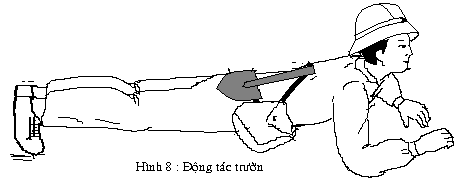 Hình 8 : Động tác trườn